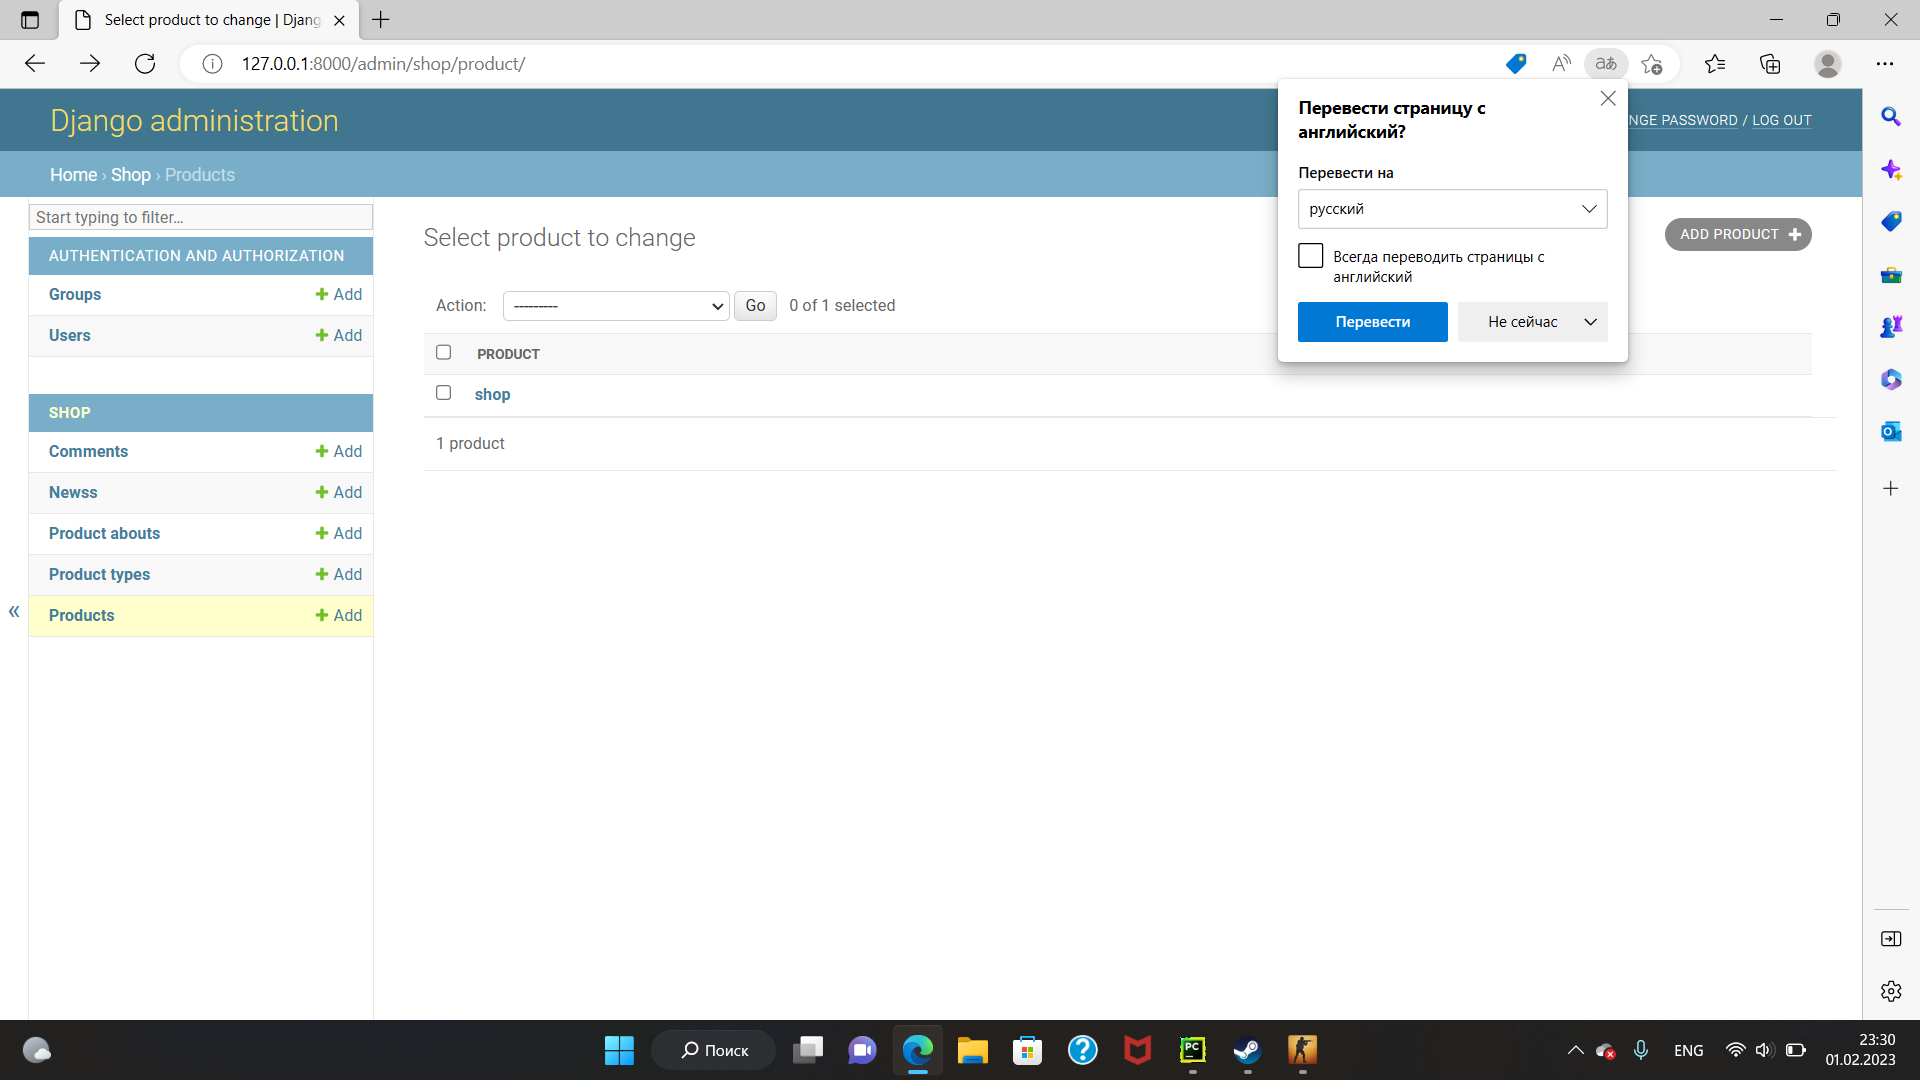 Select product to change | Djang
127.0.0.1:8000/admin/shop/product/
Django administration
NGE PASSWORD / LOG OUT
Home › Shop › Products
Перевести страницу с
английский?
Перевести на
русский
Всегда переводить страницы с
английский
Перевести
Не сейчас
Start typing to filter...
AUTHENTICATION AND AUTHORIZATION
Groups + Add
Users + Add
SHOP
Comments + Add
Newss + Add
Product abouts + Add
Product types + Add
Products + Add
«
Select product to change
ADD PRODUCT +
Action: --------- Go 0 of 1 selected
PRODUCT
shop
1 product
Поиск
ENG
23:30
01.02.2023